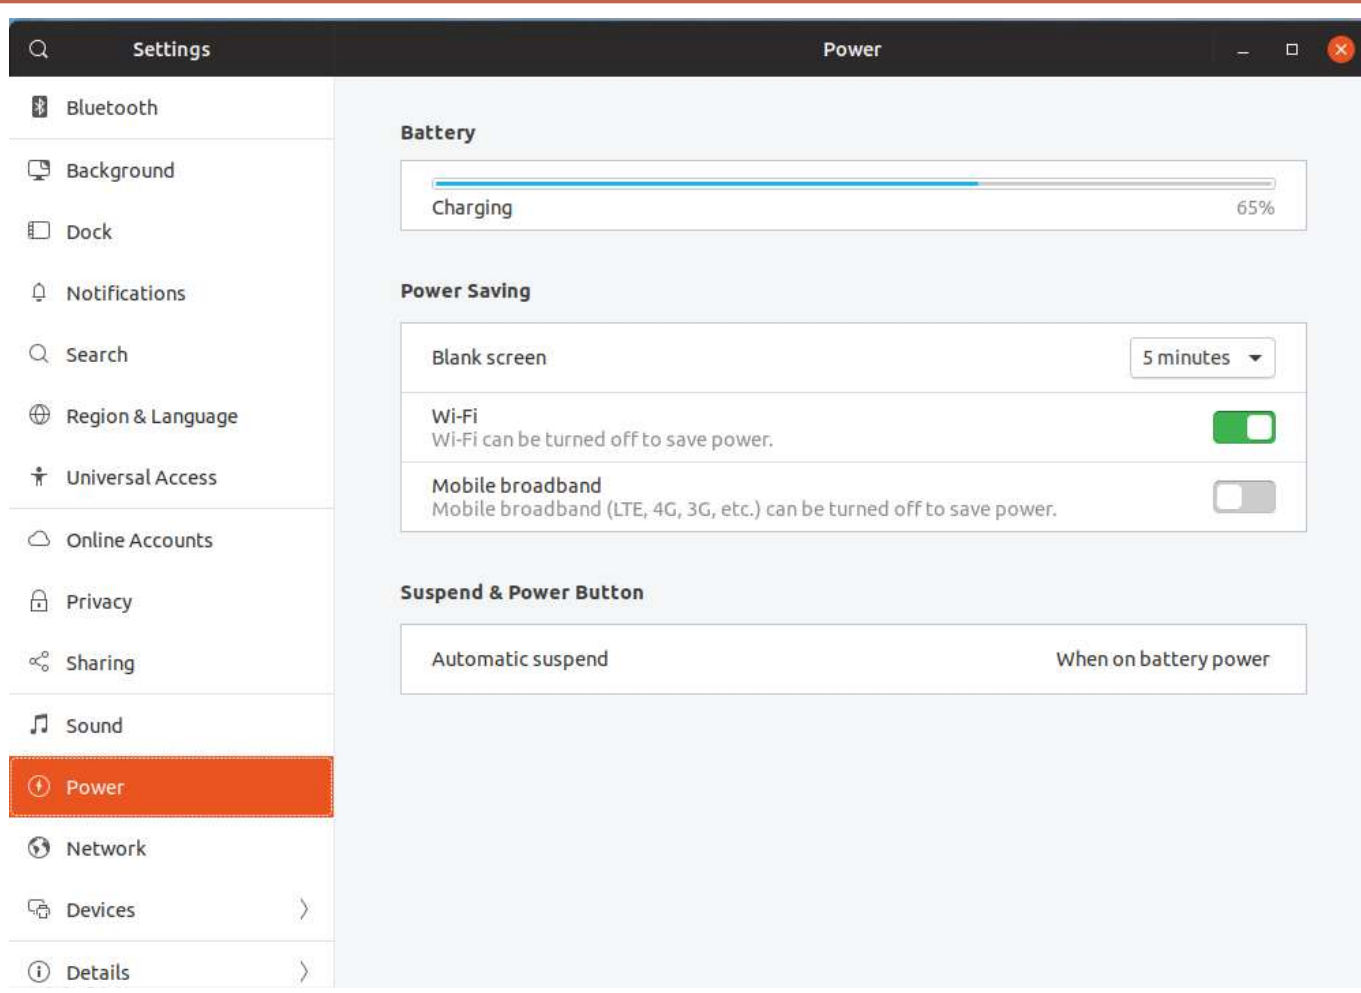 Settings
Power
Bluetooth
Background
Dock
Notifications
Search
Region & Language
Universal Access
Online Accounts
Privacy
Sharing
Sound
Power
Network
Devices
Details
Battery
Charging 65%
Power Saving
Blank screen 5 minutes
Wi-Fi
Wi-Fi can be turned off to save power.
Mobile broadband
Mobile broadband (LTE, 4G, 3G, etc.) can be turned off to save power.
Suspend & Power Button
Automatic suspend When on battery power